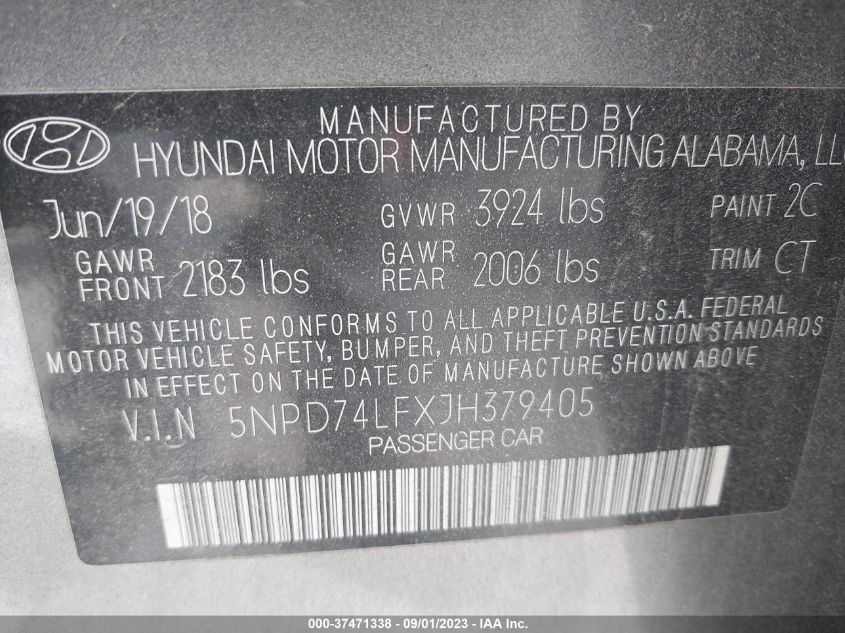 MANUFACTURED BY
HYUNDAI MOTOR MANUFACTURING ALABAMA, LLC
Jun/19/18 GVWR 3924 lbs PAINT 2C
GAWR FRONT 2183 lbs GAWR REAR 2006 lbs TRIM CT
THIS VEHICLE CONFORMS TO ALL APPLICABLE U.S.A. FEDERAL
MOTOR VEHICLE SAFETY, BUMPER, AND THEFT PREVENTION STANDARDS
IN EFFECT ON THE DATE OF MANUFACTURE SHOWN ABOVE
V.I.N 5NPD74LFXJH379405
PASSENGER CAR
000-37471338 - 09/01/2023 - IAA Inc.